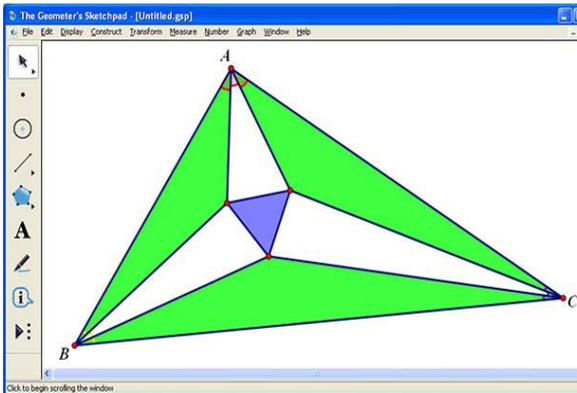 The Geometer's Sketchpad - [Untitled.gsp]
File Edit Display Construct Transform Measure Number Graph Window Help
A
A
C
B
Click to begin scrolling the window